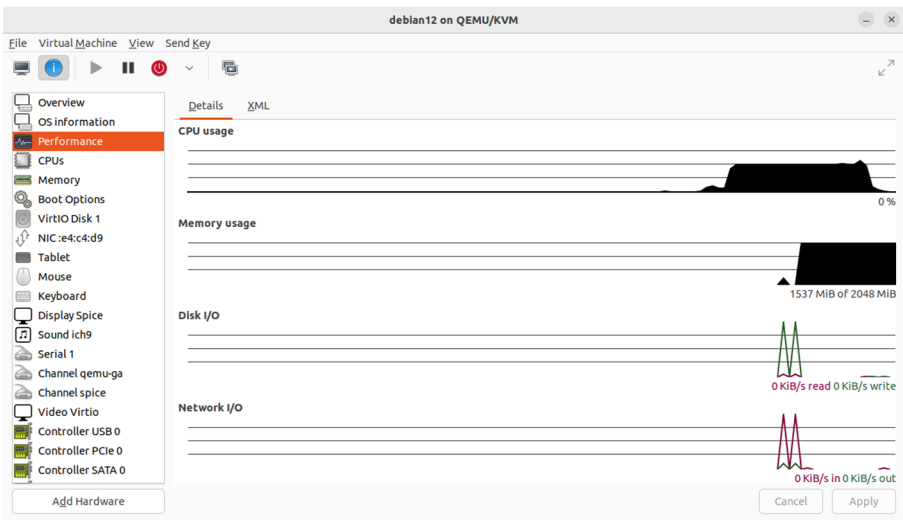 debian12 on QEMU/KVM
File Virtual Machine View Send Key
Overview
OS information
Performance
CPUs
Memory
Boot Options
VirtIO Disk 1
NIC :e4:c4:d9
Tablet
Mouse
Keyboard
Display Spice
Sound ich9
Serial 1
Channel qemu-ga
Channel spice
Video Virtio
Controller USB 0
Controller PCIe 0
Controller SATA 0
Add Hardware
Details XML
CPU usage
0 %
Memory usage
1537 MiB of 2048 MiB
Disk I/O
0 KiB/s read 0 KiB/s write
Network I/O
0 KiB/s in 0 KiB/s out
Cancel Apply